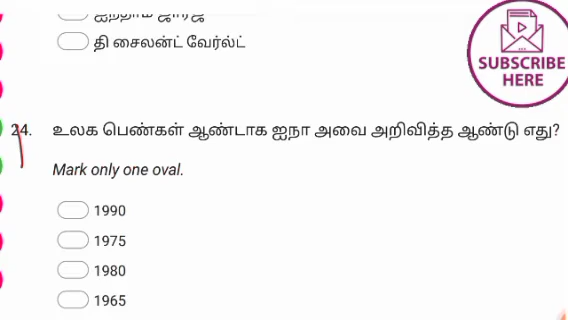 ஐந்தாம் ஜார்ஜ்
தி சைலன்ட் வேர்ல்ட்
SUBSCRIBE
HERE
24. உலக பெண்கள் ஆண்டாக ஐநா அவை அறிவித்த ஆண்டு எது?
Mark only one oval.
1990
1975
1980
1965